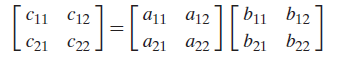 [ c11 c12 ] = [ a11 a12 ] [ b11 b12 ]
[ c21 c22 ] [ a21 a22 ] [ b21 b22 ]